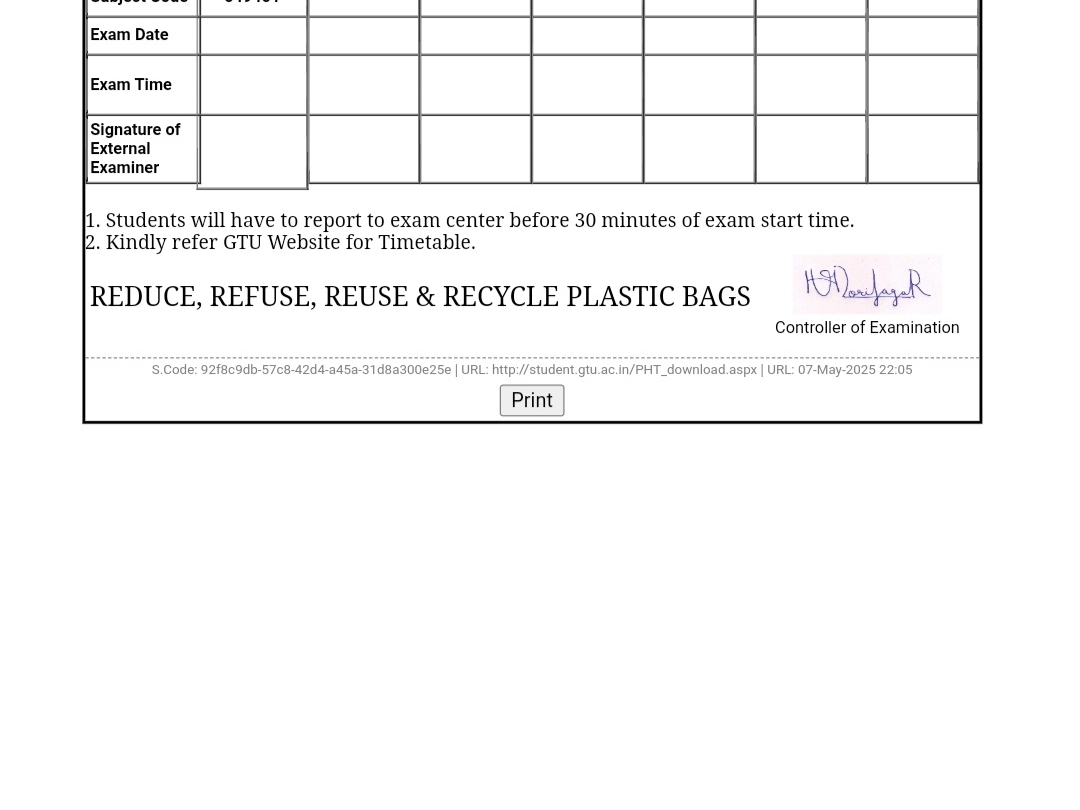 Exam Date
Exam Time
Signature of
External
Examiner
1. Students will have to report to exam center before 30 minutes of exam start time.
2. Kindly refer GTU Website for Timetable.
REDUCE, REFUSE, REUSE & RECYCLE PLASTIC BAGS
Controller of Examination
S.Code: 92f8c9db-57c8-42d4-a45a-31d8a300e25e | URL: http://student.gtu.ac.in/PHT_download.aspx | URL: 07-May-2025 22:05
Print